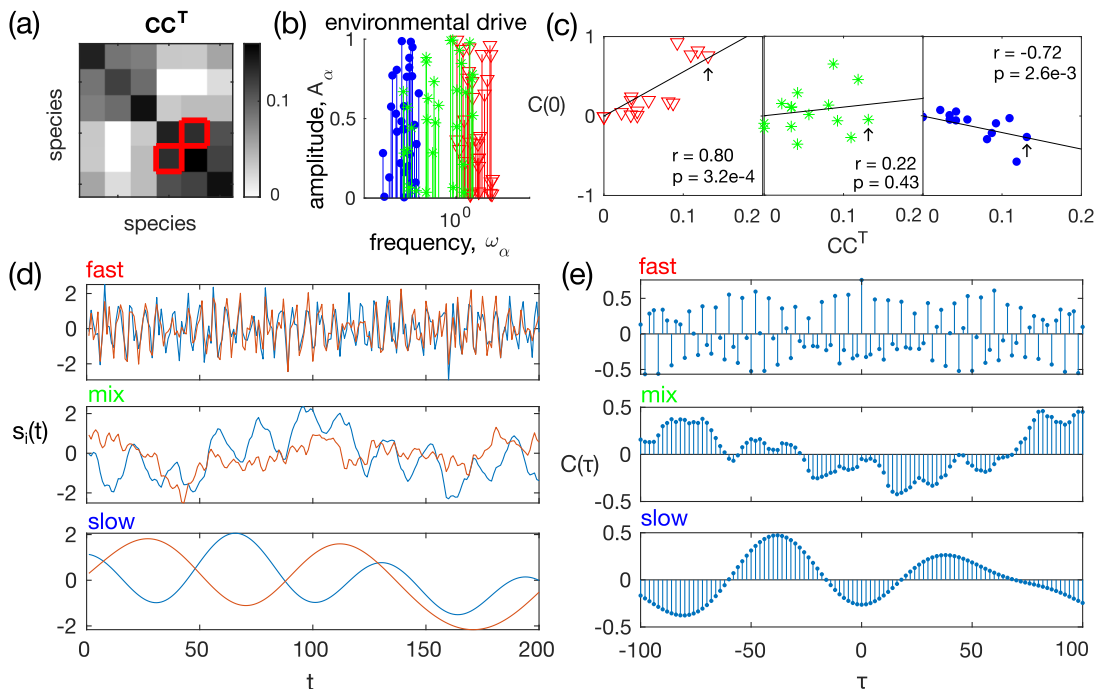 (a)
CCᵀ
species
species
0.1
0
(b)
environmental drive
amplitude, A_α
1
0.5
0
10⁰
frequency, ω_α
(c)
C(0)
1
0
-1
r = 0.80
p = 3.2e-4
r = 0.22
p = 0.43
r = -0.72
p = 2.6e-3
0 0.1 0.2
0 0.1 0.2
0 0.1 0.2
CCᵀ
(d)
fast
2
0
-2
mix
s_i(t)
2
0
-2
slow
2
0
-2
0 50 100 150 200
t
(e)
fast
0.5
0
-0.5
mix
C(τ)
0.5
0
-0.5
slow
0.5
0
-0.5
-100 -50 0 50 100
τ